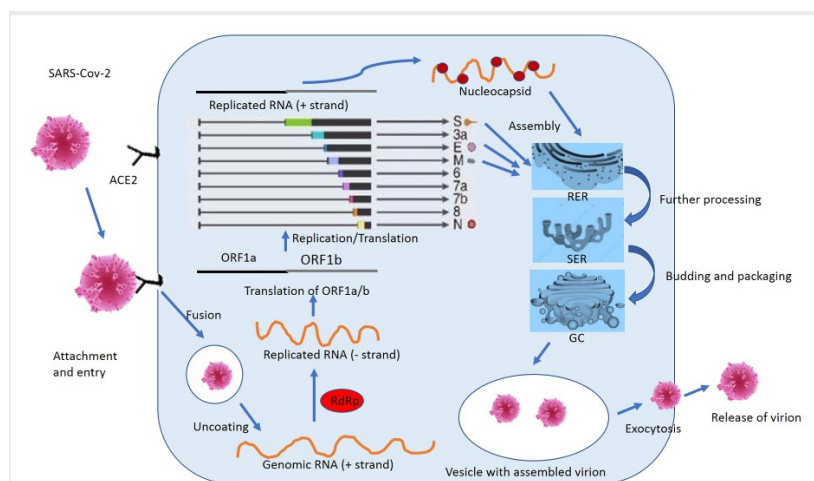 SARS-Cov-2
ACE2
Attachment
and entry
Fusion
Uncoating
Genomic RNA (+ strand)
RdRp
Replicated RNA (- strand)
Translation of ORF1a/b
ORF1a
ORF1b
Replication/Translation
Replicated RNA (+ strand)
S
3a
E
M
6
7a
7b
8
N
Nucleocapsid
Assembly
RER
Further processing
SER
Budding and packaging
GC
Vesicle with assembled virion
Exocytosis
Release of virion